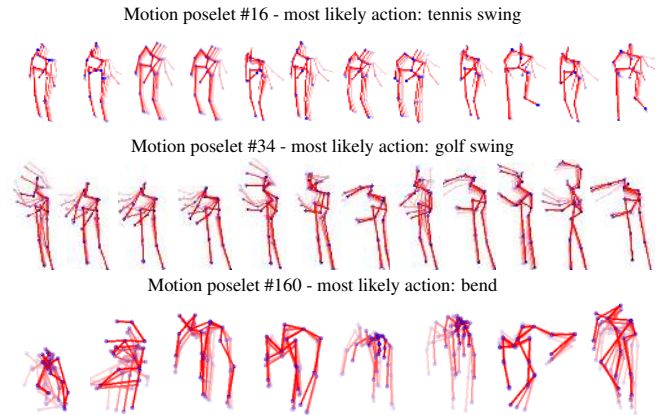 Motion poselet #16 - most likely action: tennis swing
Motion poselet #34 - most likely action: golf swing
Motion poselet #160 - most likely action: bend